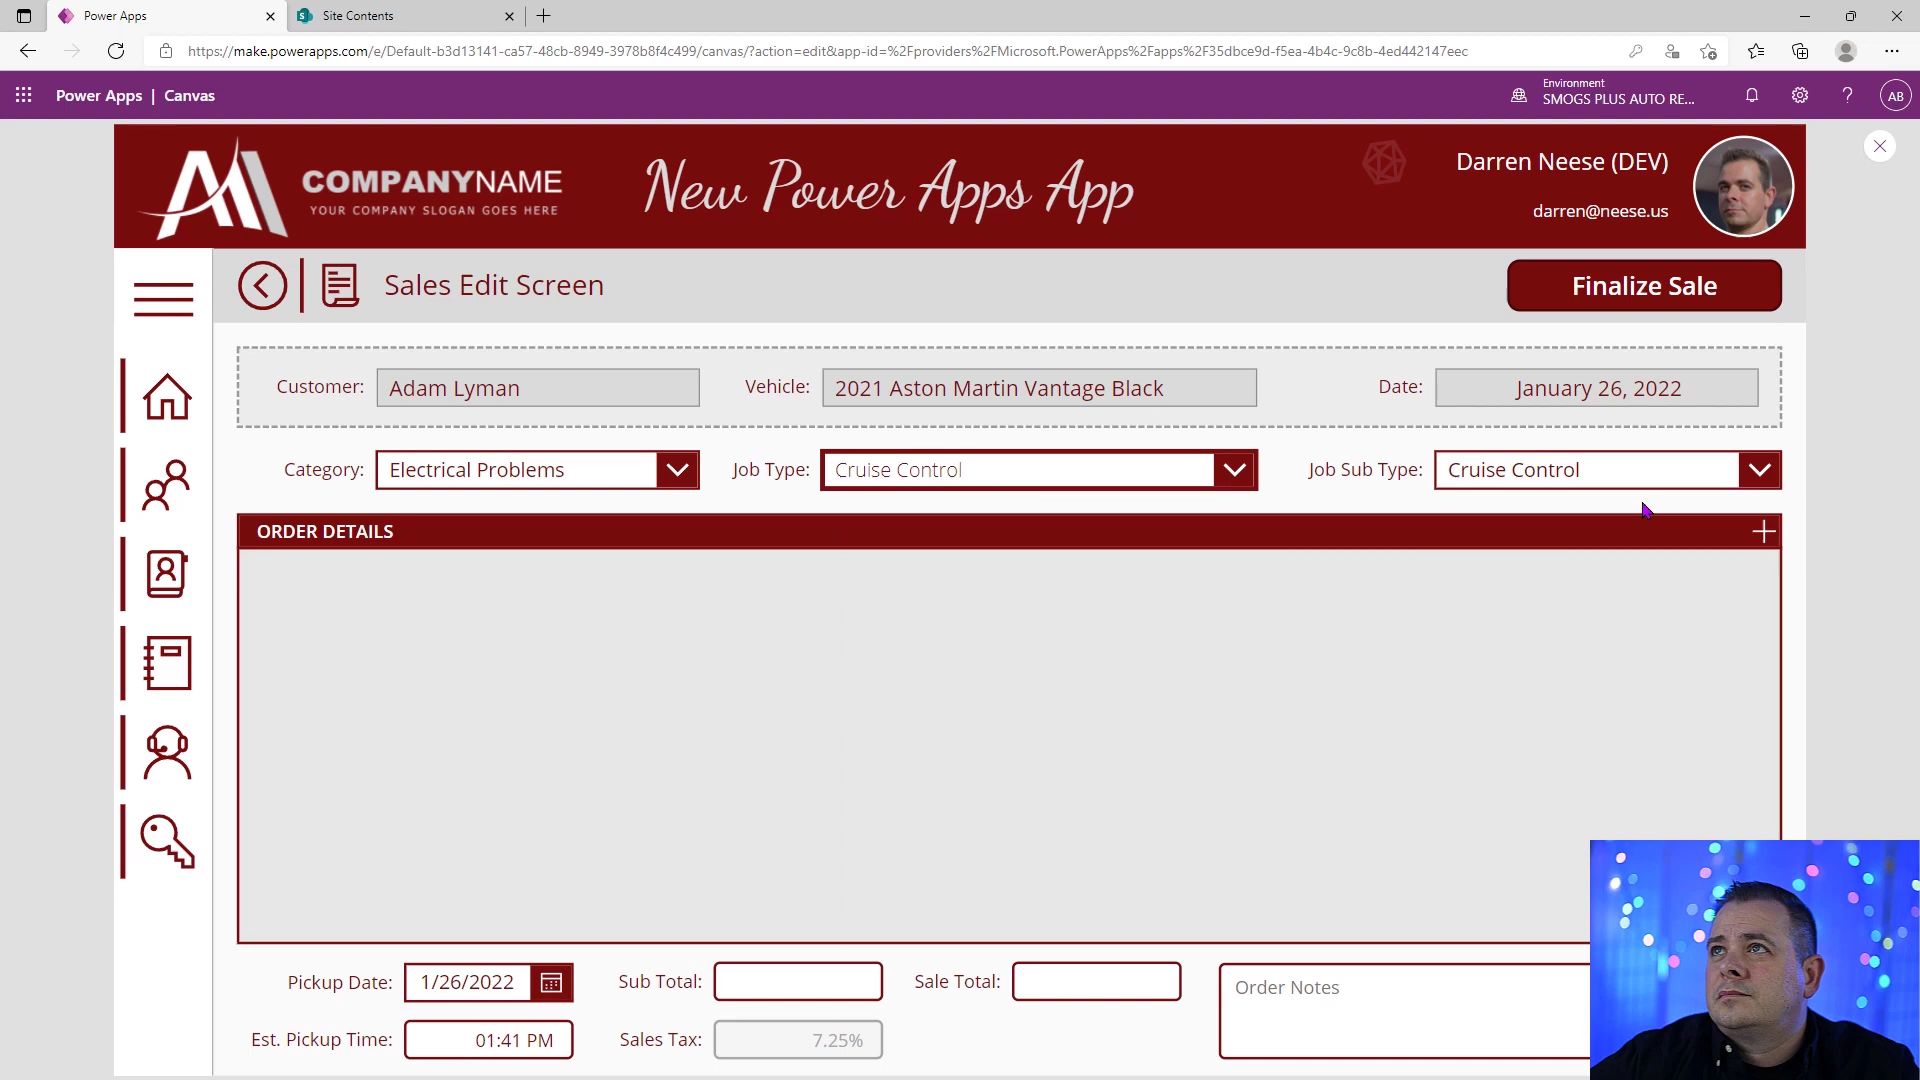 Power Apps
Site Contents
https://make.powerapps.com/e/Default-b3d13141-ca57-48cb-8949-3978b8f4c499/canvas/?action=edit&app-id=%2Fproviders%2FMicrosoft.PowerApps%2Fapps%2F35dbce9d-f5ea-4b4c-9c8b-4ed442147eec
Power Apps | Canvas
Environment
SMOGS PLUS AUTO RE...
AB
COMPANYNAME
YOUR COMPANY SLOGAN GOES HERE
New Power Apps App
Darren Neese (DEV)
darren@neese.us
Sales Edit Screen
Finalize Sale
Customer: Adam Lyman
Vehicle: 2021 Aston Martin Vantage Black
Date: January 26, 2022
Category: Electrical Problems
Job Type: Cruise Control
Job Sub Type: Cruise Control
ORDER DETAILS
Pickup Date: 1/26/2022
Sub Total:
Sale Total:
Order Notes
Est. Pickup Time: 01:41 PM
Sales Tax: 7.25%